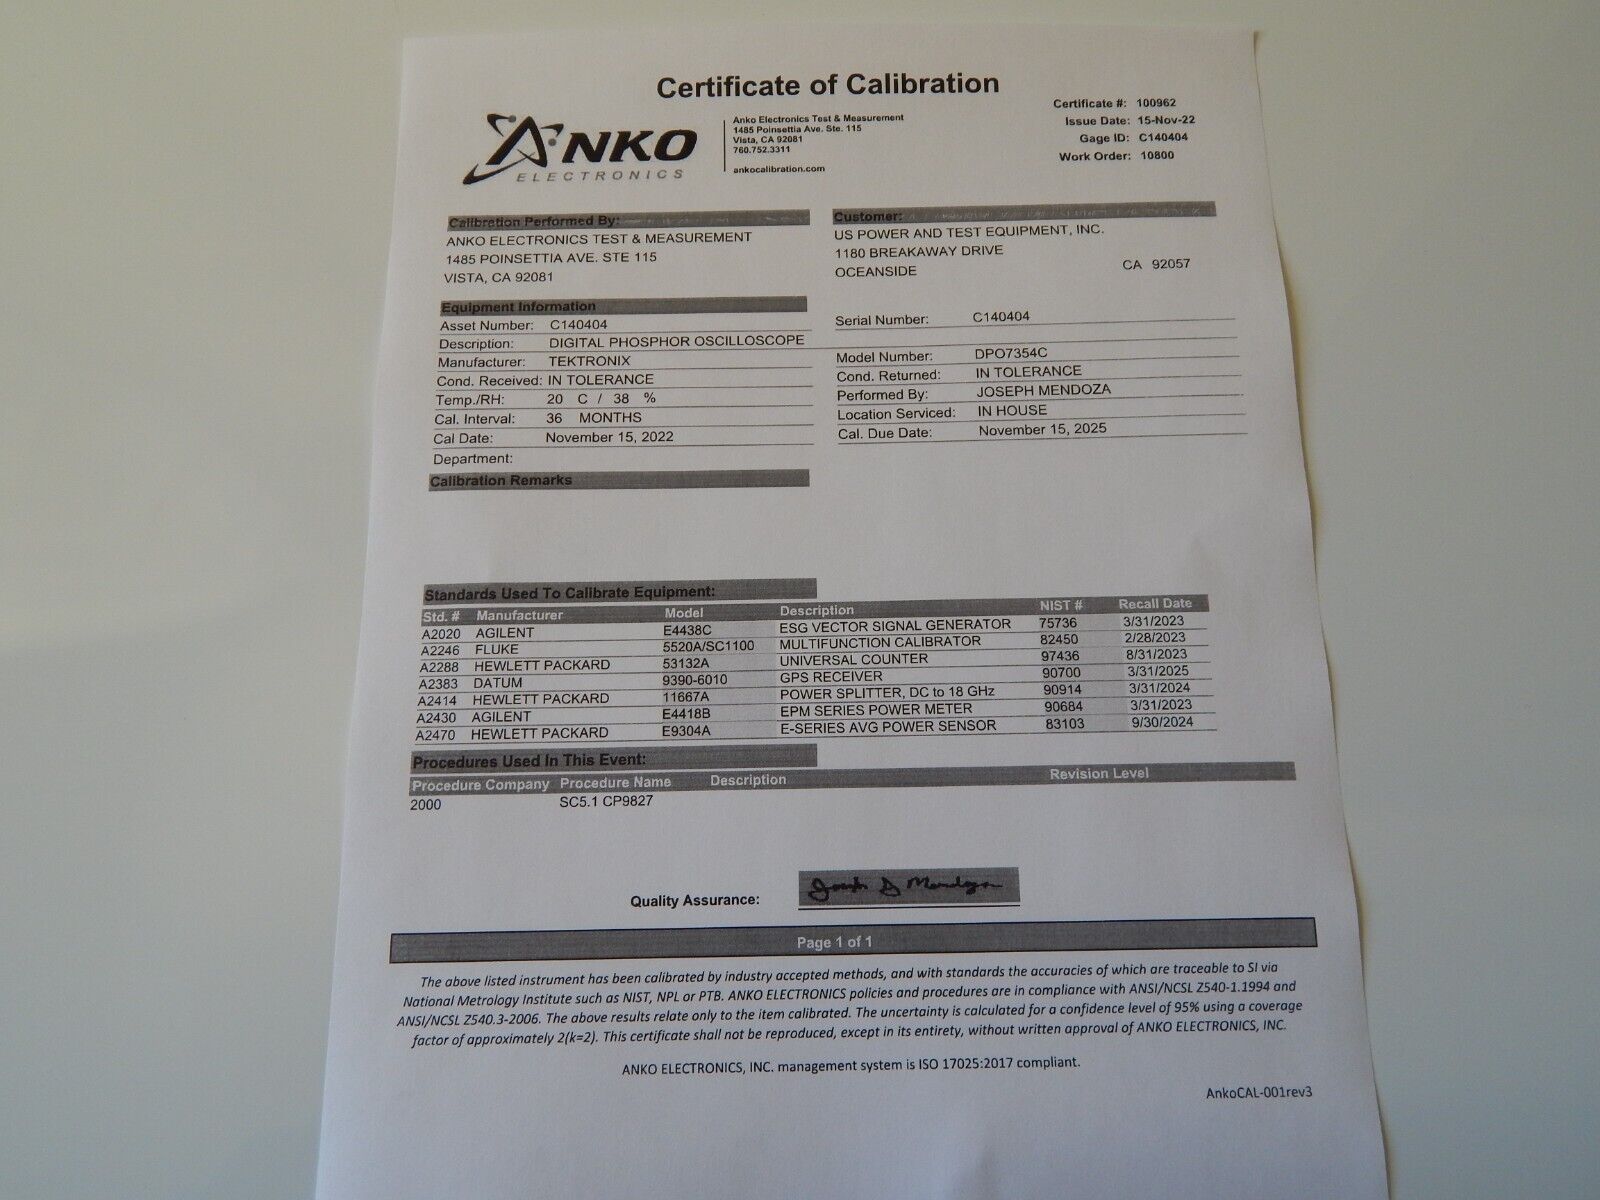 Certificate of Calibration
ANKO
ELECTRONICS
Anko Electronics Test & Measurement
1485 Poinsettia Ave. Ste. 115
Vista, CA 92081
760.752.3311
ankocalibration.com
Certificate #: 100962
Issue Date: 15-Nov-22
Gage ID: C140404
Work Order: 10800
Calibration Performed By:
ANKO ELECTRONICS TEST & MEASUREMENT
1485 POINSETTIA AVE. STE 115
VISTA, CA 92081
Customer:
US POWER AND TEST EQUIPMENT, INC.
1180 BREAKAWAY DRIVE
OCEANSIDE CA 92057
Equipment Information
Asset Number: C140404 Serial Number: C140404
Description: DIGITAL PHOSPHOR OSCILLOSCOPE
Manufacturer: TEKTRONIX Model Number: DPO7354C
Cond. Received: IN TOLERANCE Cond. Returned: IN TOLERANCE
Temp./RH: 20 C / 38 % Performed By: JOSEPH MENDOZA
Cal. Interval: 36 MONTHS Location Serviced: IN HOUSE
Cal Date: November 15, 2022 Cal. Due Date: November 15, 2025
Department:
Calibration Remarks
Standards Used To Calibrate Equipment:
Std. # Manufacturer Model Description NIST # Recall Date
A2020 AGILENT E4438C ESG VECTOR SIGNAL GENERATOR 75736 3/31/2023
A2246 FLUKE 5520A/SC1100 MULTIFUNCTION CALIBRATOR 82450 2/28/2023
A2288 HEWLETT PACKARD 53132A UNIVERSAL COUNTER 97436 8/31/2023
A2383 DATUM 9390-6010 GPS RECEIVER 90700 3/31/2025
A2414 HEWLETT PACKARD 11667A POWER SPLITTER, DC to 18 GHz 90914 3/31/2024
A2430 AGILENT E4418B EPM SERIES POWER METER 90684 3/31/2023
A2470 HEWLETT PACKARD E9304A E-SERIES AVG POWER SENSOR 83103 9/30/2024
Procedures Used In This Event:
Procedure Company Procedure Name Description Revision Level
2000 SC5.1 CP9827
Quality Assurance: Joseph D Mendoza
Page 1 of 1
The above listed instrument has been calibrated by industry accepted methods, and with standards the accuracies of which are traceable to SI via
National Metrology Institute such as NIST, NPL or PTB. ANKO ELECTRONICS policies and procedures are in compliance with ANSI/NCSL Z540-1.1994 and
ANSI/NCSL Z540.3-2006. The above results relate only to the item calibrated. The uncertainty is calculated for a confidence level of 95% using a coverage
factor of approximately 2(k=2). This certificate shall not be reproduced, except in its entirety, without written approval of ANKO ELECTRONICS, INC.
ANKO ELECTRONICS, INC. management system is ISO 17025:2017 compliant.
AnkoCAL-001rev3